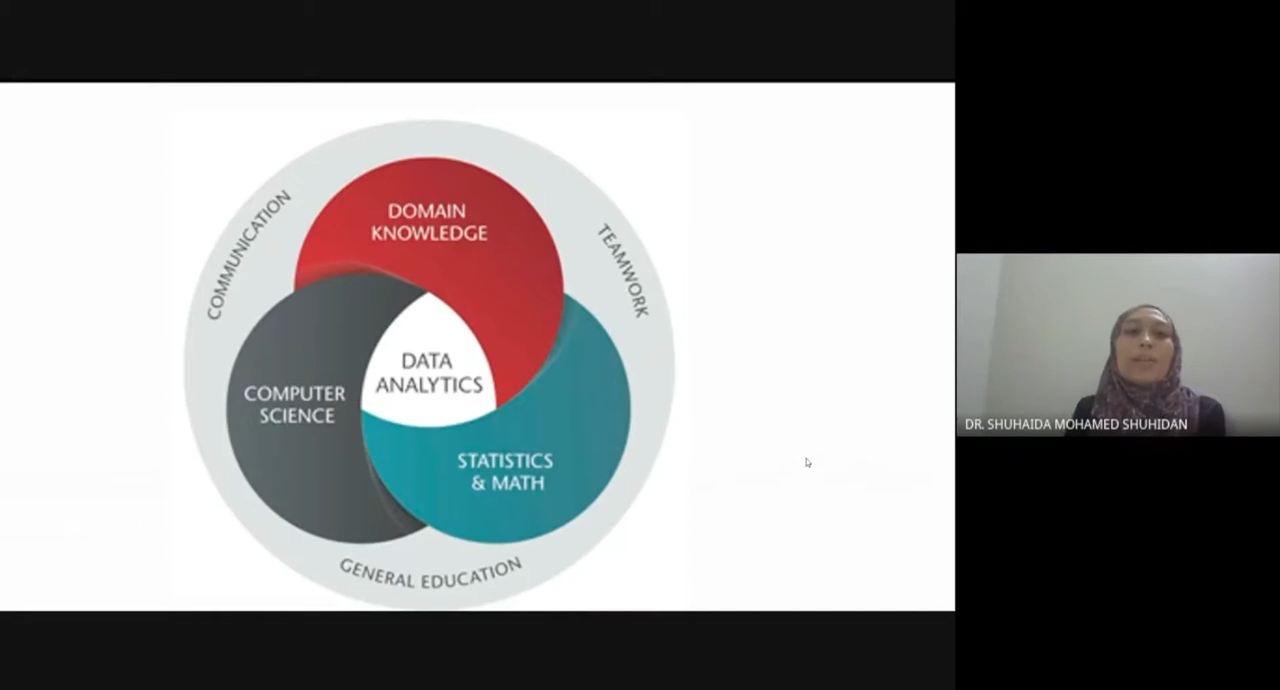 COMMUNICATION
TEAMWORK
DOMAIN
KNOWLEDGE
DATA
ANALYTICS
COMPUTER
SCIENCE
STATISTICS
& MATH
GENERAL EDUCATION
DR. SHUHAIDA MOHAMED SHUHIDAN